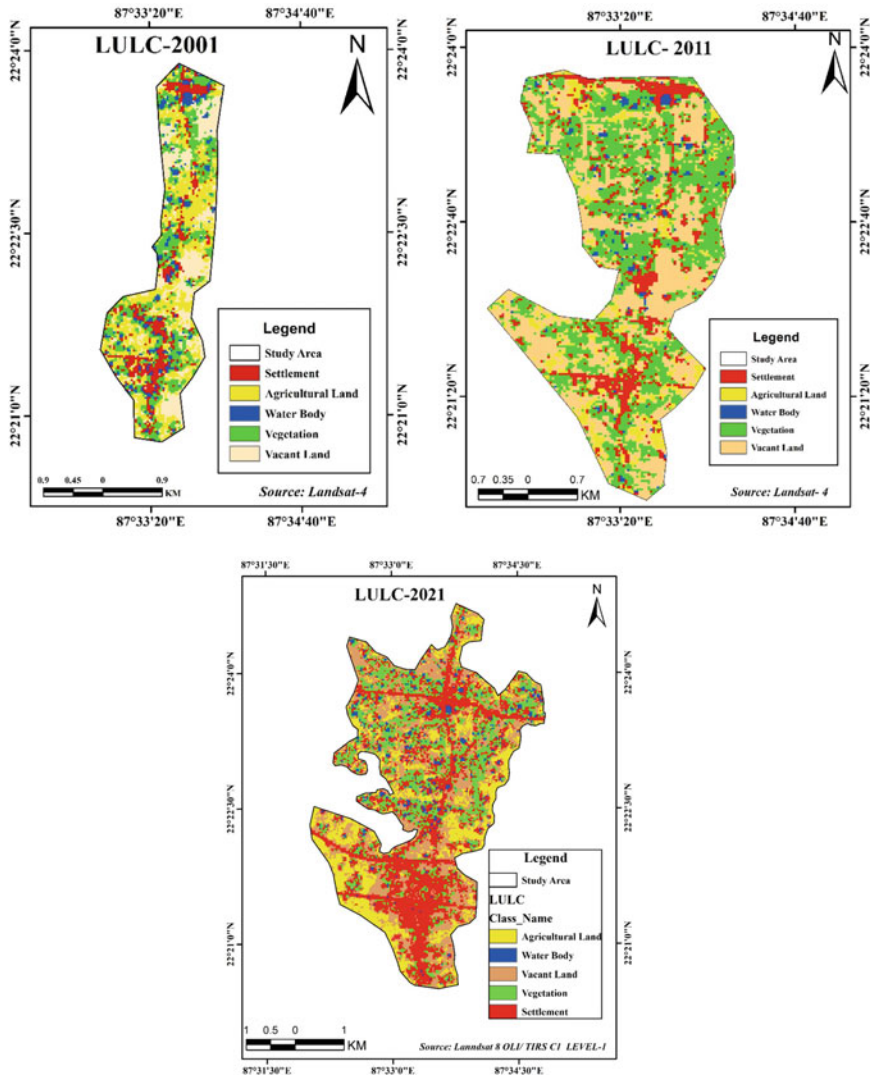 87°33'20"E 87°34'40"E
LULC-2001
N
22°24'0"N 22°24'0"N
22°22'30"N 22°22'30"N
22°21'0"N 22°21'0"N
Legend
Study Area
Settlement
Agricultural Land
Water Body
Vegetation
Vacant Land
0.9 0.45 0 0.9
KM
Source: Landsat-4
87°33'20"E 87°34'40"E
87°33'20"E 87°34'40"E
LULC- 2011
N
22°24'0"N 22°24'0"N
22°22'40"N 22°22'40"N
22°21'20"N 22°21'20"N
Legend
Study Area
Settlement
Agricultural Land
Water Body
Vegetation
Vacant Land
0.7 0.35 0 0.7
KM
Source: Landsat- 4
87°33'20"E 87°34'40"E
87°31'30"E 87°33'0"E 87°34'30"E
LULC-2021
N
22°24'0"N 22°24'0"N
22°22'30"N 22°22'30"N
22°21'0"N 22°21'0"N
Legend
Study Area
LULC
Class_Name
Agricultural Land
Water Body
Vacant Land
Vegetation
Settlement
1 0.5 0 1
KM
Source: Lanndsat 8 OLI/ TIRS C1 LEVEL-1
87°31'30"E 87°33'0"E 87°34'30"E